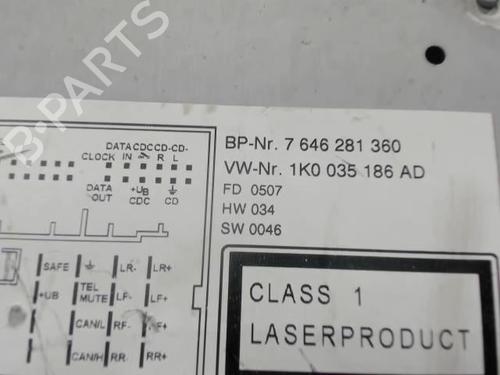 B-PARTS
BP-Nr. 7 646 281 360
VW-Nr. 1K0 035 186 AD
FD 0507
HW 034
SW 0046
CLASS 1
LASERPRODUCT
DATA CDC CD- CD-
CLOCK IN R L
DATA OUT +UB CDC CD
SAFE LR- LR+
+UB TEL MUTE LF- LF+
CAN/L RF- RF+
CAN/H RR- RR+